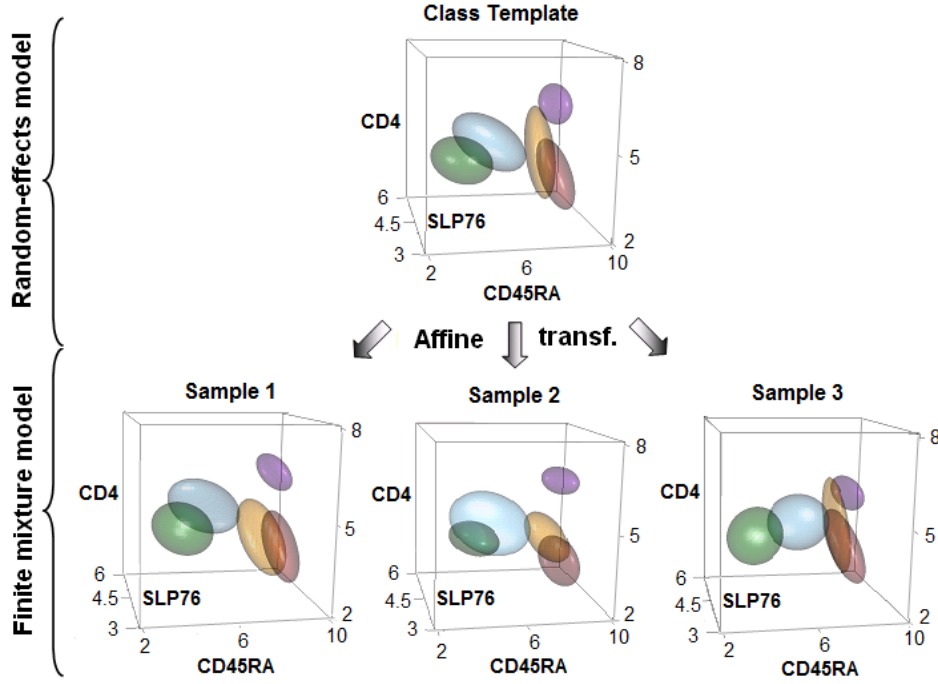 Random-effects model
Class Template
CD4
8
5
2
6
4.5
3
SLP76
2
6
10
CD45RA
Affine transf.
Finite mixture model
Sample 1
CD4
8
5
2
6
4.5
3
SLP76
2
6
10
CD45RA
Sample 2
CD4
8
5
2
6
4.5
3
SLP76
2
6
10
CD45RA
Sample 3
CD4
8
5
2
6
4.5
3
SLP76
2
6
10
CD45RA